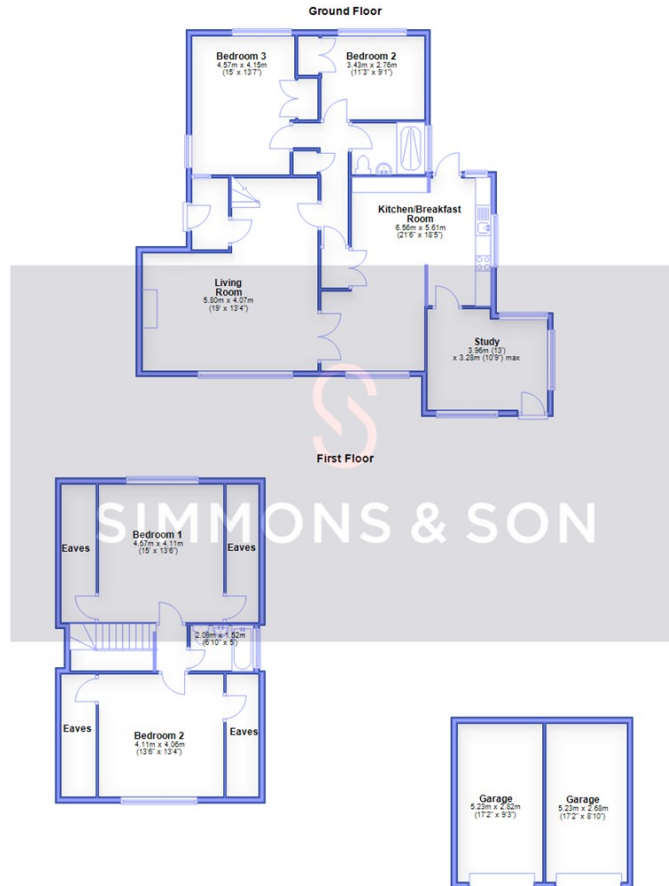 Ground Floor
Bedroom 3
4.57m x 4.15m
(15' x 13'7")
Bedroom 2
3.43m x 2.76m
(11'3" x 9'1")
Kitchen/Breakfast
Room
6.56m x 5.61m
(21'6" x 18'5")
Living
Room
5.80m x 4.07m
(19' x 13'4")
Study
3.96m (13')
x 3.28m (10'9") max
First Floor
SIMMONS & SON
Bedroom 1
4.57m x 4.11m
(15' x 13'6")
Eaves
Eaves
2.09m x 1.52m
(6'10" x 5')
Eaves
Bedroom 2
4.11m x 4.06m
(13'6" x 13'4")
Eaves
Garage
5.23m x 2.82m
(17'2" x 9'3")
Garage
5.23m x 2.68m
(17'2" x 8'10")